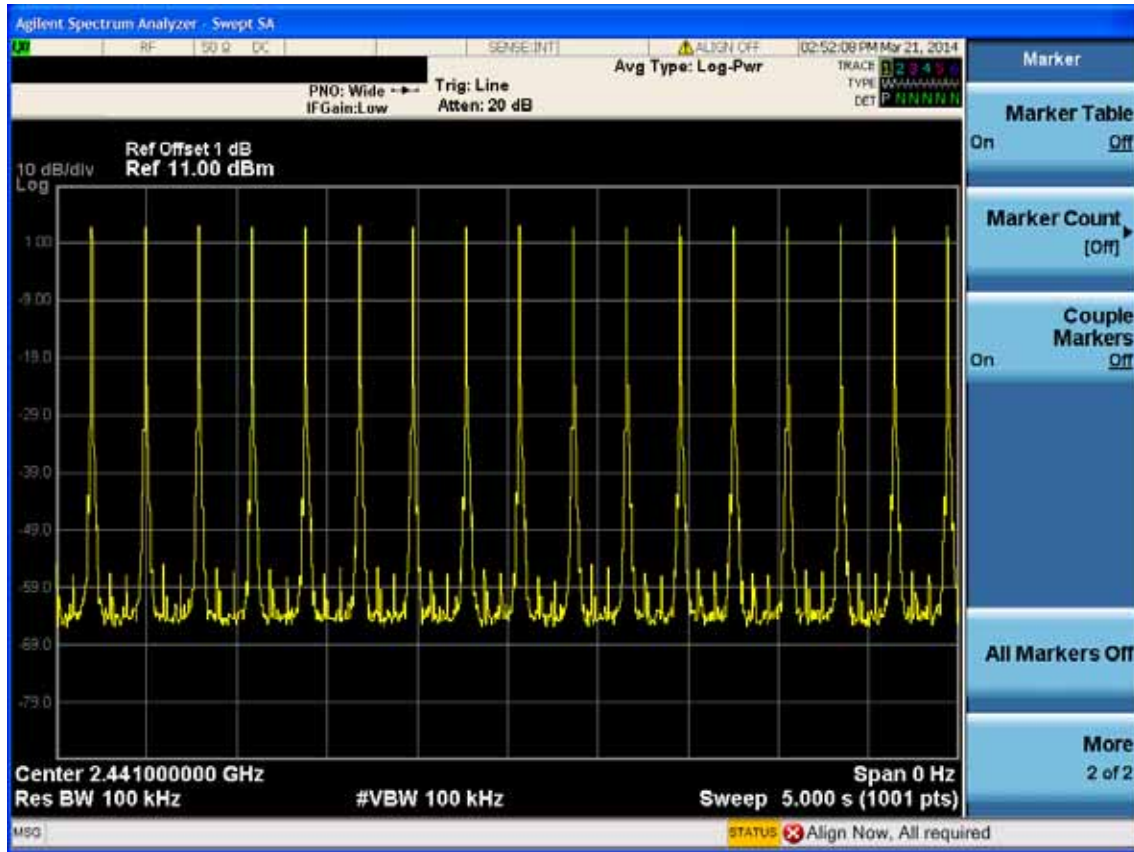 Agilent Spectrum Analyzer - Swept SA
RF 50 Ω DC SENSE:INT ALIGN OFF 02:52:08 PM Mar 21, 2014
Avg Type: Log-Pwr
TRACE 1 2 3 4 5 6
TYPE
DET P N N N N N
PNO: Wide
IFGain:Low
Trig: Line
Atten: 20 dB
Ref Offset 1 dB
10 dB/div Ref 11.00 dBm
Log
1.00
-9.00
-19.0
-29.0
-39.0
-49.0
-59.0
-69.0
-79.0
Center 2.441000000 GHz Span 0 Hz
Res BW 100 kHz #VBW 100 kHz Sweep 5.000 s (1001 pts)
MSG STATUS Align Now, All required
Marker
Marker Table
On Off
Marker Count
[Off]
Couple
Markers
On Off
All Markers Off
More
2 of 2